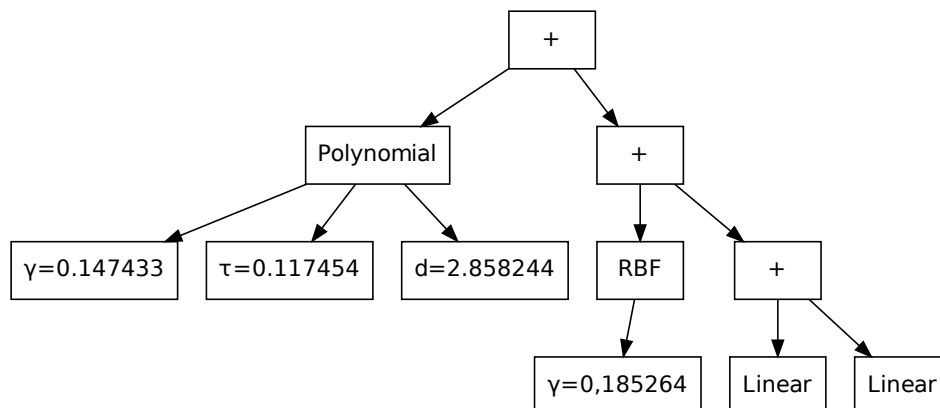 +
Polynomial
+
γ=0.147433
τ=0.117454
d=2.858244
RBF
+
γ=0,185264
Linear
Linear